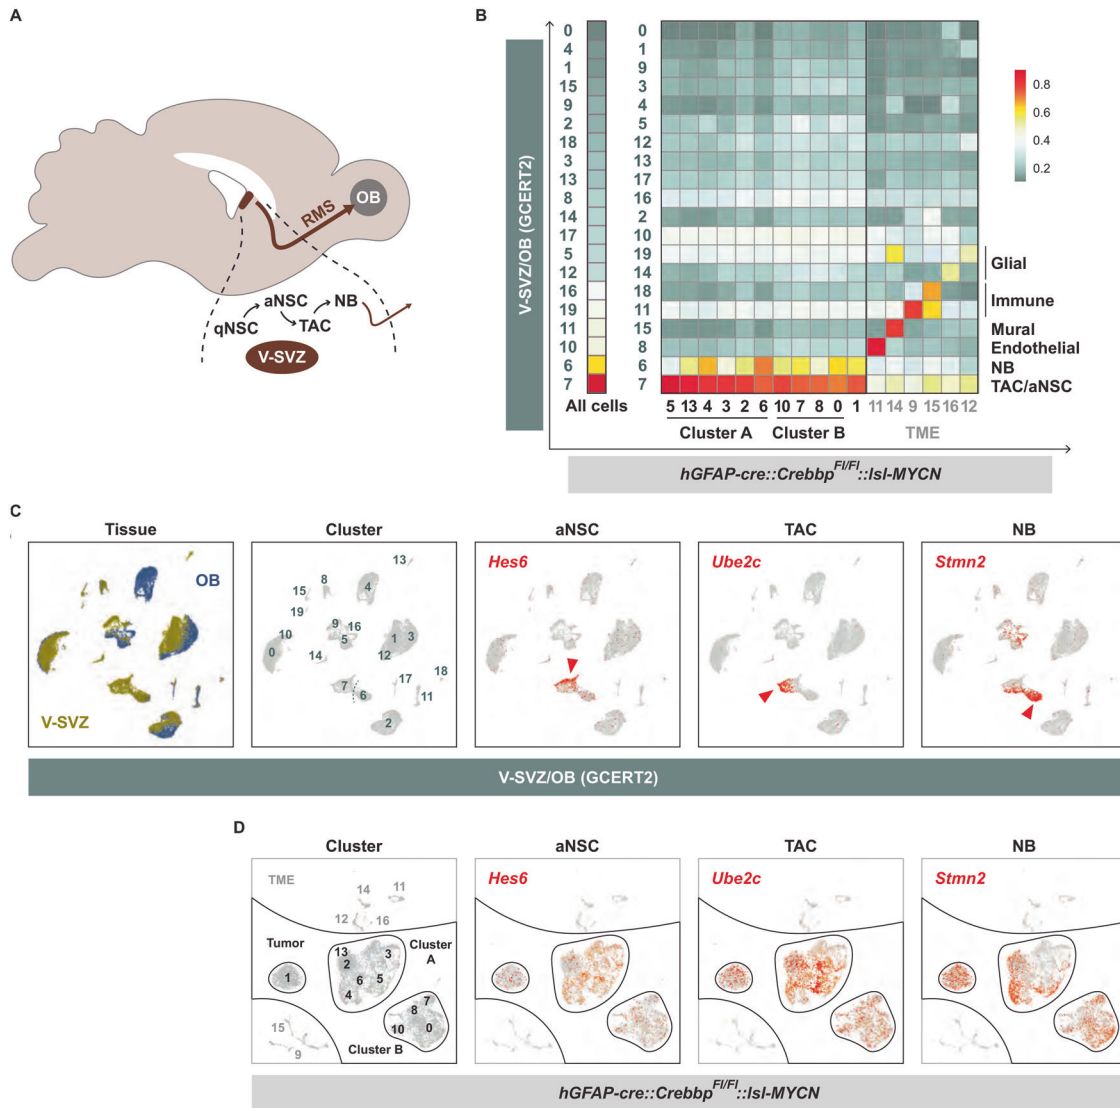 A
OB
RMS
aNSC
NB
qNSC
TAC
V-SVZ
B
V-SVZ/OB (GCERT2)
0
4
1
15
9
2
18
3
13
8
14
17
5
12
16
19
11
10
6
7
All cells
0
1
9
3
4
5
12
13
17
16
2
10
19
14
18
11
15
8
6
7
0.8
0.6
0.4
0.2
Glial
Immune
Mural
Endothelial
NB
TAC/aNSC
5 13 4 3 2 6 10 7 8 0 1 11 14 9 15 16 12
Cluster A Cluster B TME
hGFAP-cre::Crebbp^Fl/Fl::lsl-MYCN
C
Tissue Cluster aNSC TAC NB
OB
V-SVZ
13
8
4
15
19
9
16
10
5
1
3
0
14
12
7
6
17
18
11
2
Hes6
Ube2c
Stmn2
V-SVZ/OB (GCERT2)
D
Cluster aNSC TAC NB
TME
14
11
12
16
Tumor
Cluster
A
13
2
3
1
6
5
4
7
8
10
0
15
9
Cluster B
Hes6
Ube2c
Stmn2
hGFAP-cre::Crebbp^Fl/Fl::lsl-MYCN